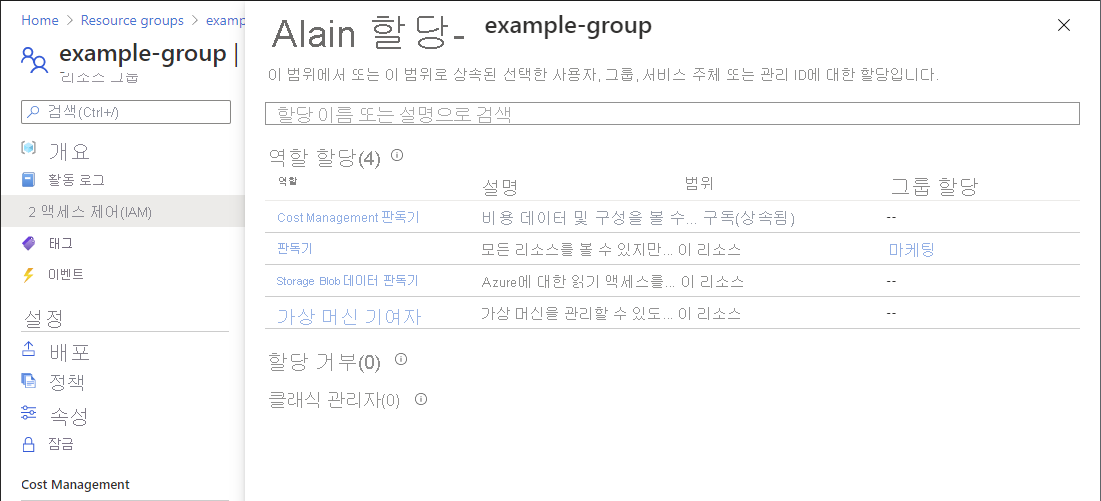 Home > Resource groups > examp
example-group |
리소스 그룹
검색(Ctrl+/)
개요
활동 로그
2 액세스 제어(IAM)
태그
이벤트
설정
배포
정책
속성
잠금
Cost Management
Alain 할당- example-group
이 범위에서 또는 이 범위로 상속된 선택한 사용자, 그룹, 서비스 주체 또는 관리 ID에 대한 할당입니다.
할당 이름 또는 설명으로 검색
역할 할당(4)
역할 설명 범위 그룹 할당
Cost Management 판독기 비용 데이터 및 구성을 볼 수... 구독(상속됨) --
판독기 모든 리소스를 볼 수 있지만... 이 리소스 마케팅
Storage Blob 데이터 판독기 Azure에 대한 읽기 액세스를... 이 리소스 --
가상 머신 기여자 가상 머신을 관리할 수 있도... 이 리소스 --
할당 거부(0)
클래식 관리자(0)